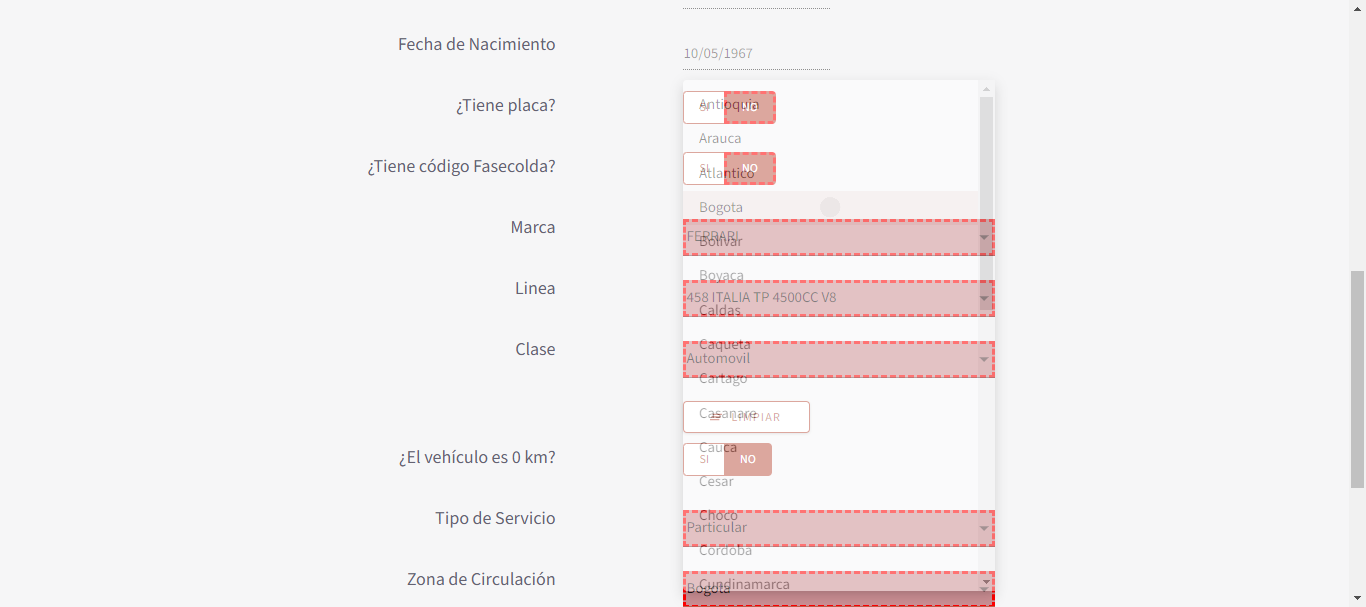 Fecha de Nacimiento
10/05/1967
¿Tiene placa?
SI NO
Antioquia
Arauca
¿Tiene código Fasecolda?
SI NO
Atlantico
Bogota
Marca
FERRARI
Bolivar
Boyaca
Linea
458 ITALIA TP 4500CC V8
Caldas
Caqueta
Clase
Automovil
Cartago
Casanare
LIMPIAR
Cauca
¿El vehículo es 0 km?
SI NO
Cesar
Choco
Tipo de Servicio
Particular
Cordoba
Cundinamarca
Zona de Circulación
Bogota